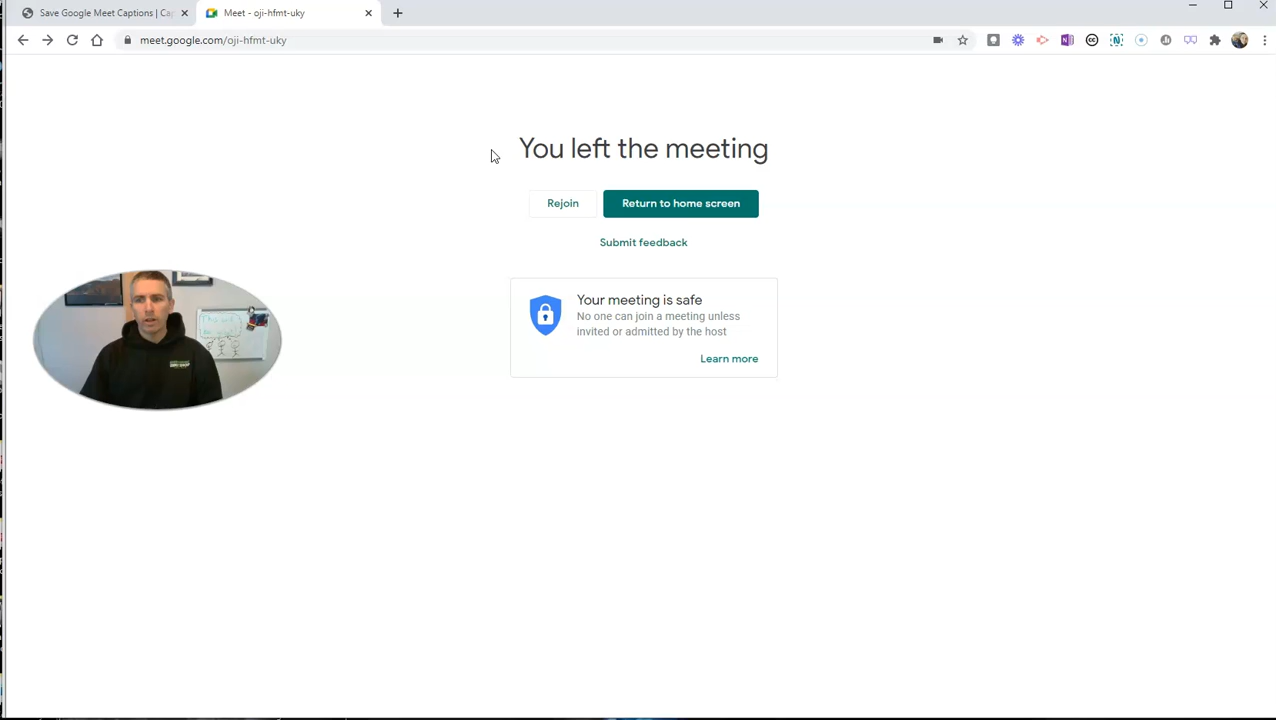 Save Google Meet Captions | Ca
Meet - oji-hfmt-uky
meet.google.com/oji-hfmt-uky
You left the meeting
Rejoin
Return to home screen
Submit feedback
Your meeting is safe
No one can join a meeting unless
invited or admitted by the host
Learn more